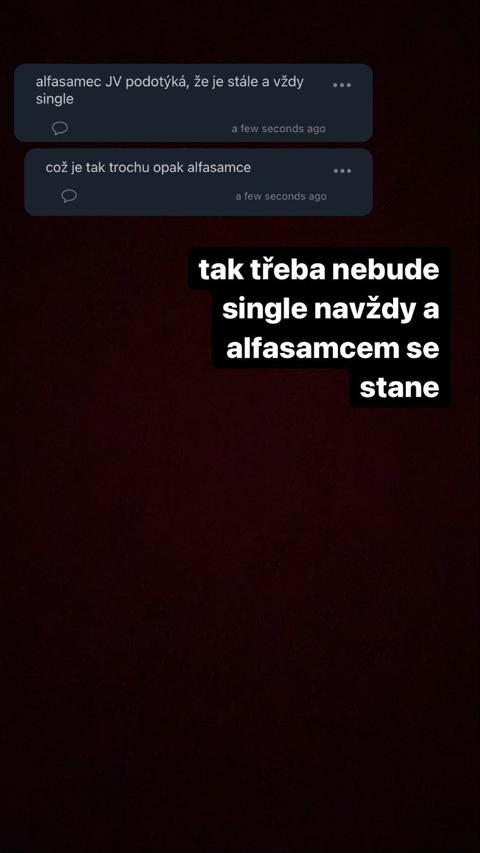 alfasamec JV podotýká, že je stále a vždy
single
a few seconds ago
což je tak trochu opak alfasamce
a few seconds ago
tak třeba nebude
single navždy a
alfasamcem se
stane